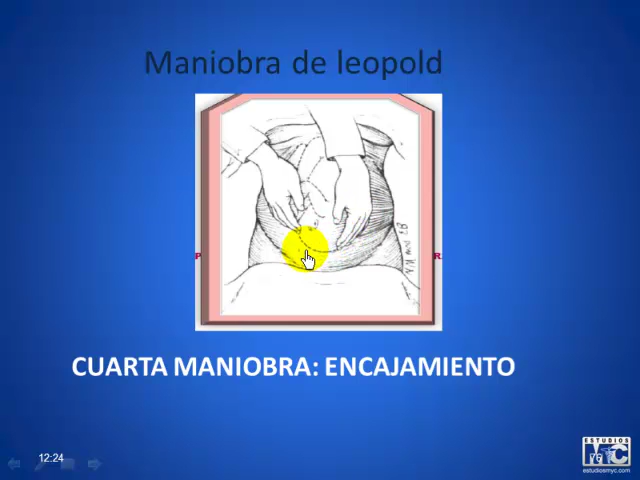 Maniobra de leopold
P
R
CUARTA MANIOBRA: ENCAJAMIENTO
12:24
ESTUDIOS
MYC
estudiosmyc.com